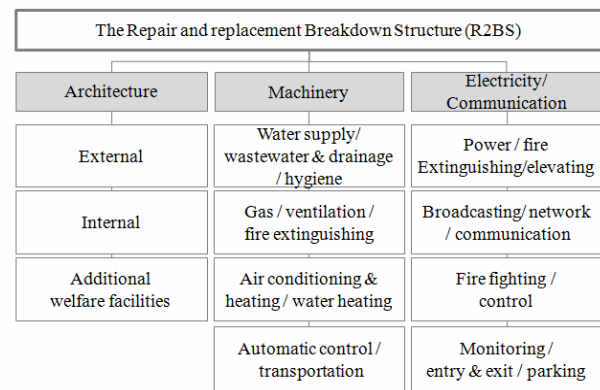 The Repair and replacement Breakdown Structure (R2BS)
Architecture
Machinery
Electricity/
Communication
External
Water supply/
wastewater & drainage
/ hygiene
Power / fire
Extinguishing/elevating
Internal
Gas / ventilation /
fire extinguishing
Broadcasting/ network
/ communication
Additional
welfare facilities
Air conditioning &
heating / water heating
Fire fighting /
control
Automatic control /
transportation
Monitoring /
entry & exit / parking